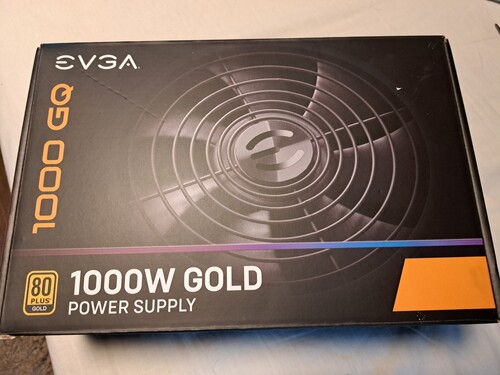 EVGA
1000 GQ
80
PLUS
GOLD
1000W GOLD
POWER SUPPLY